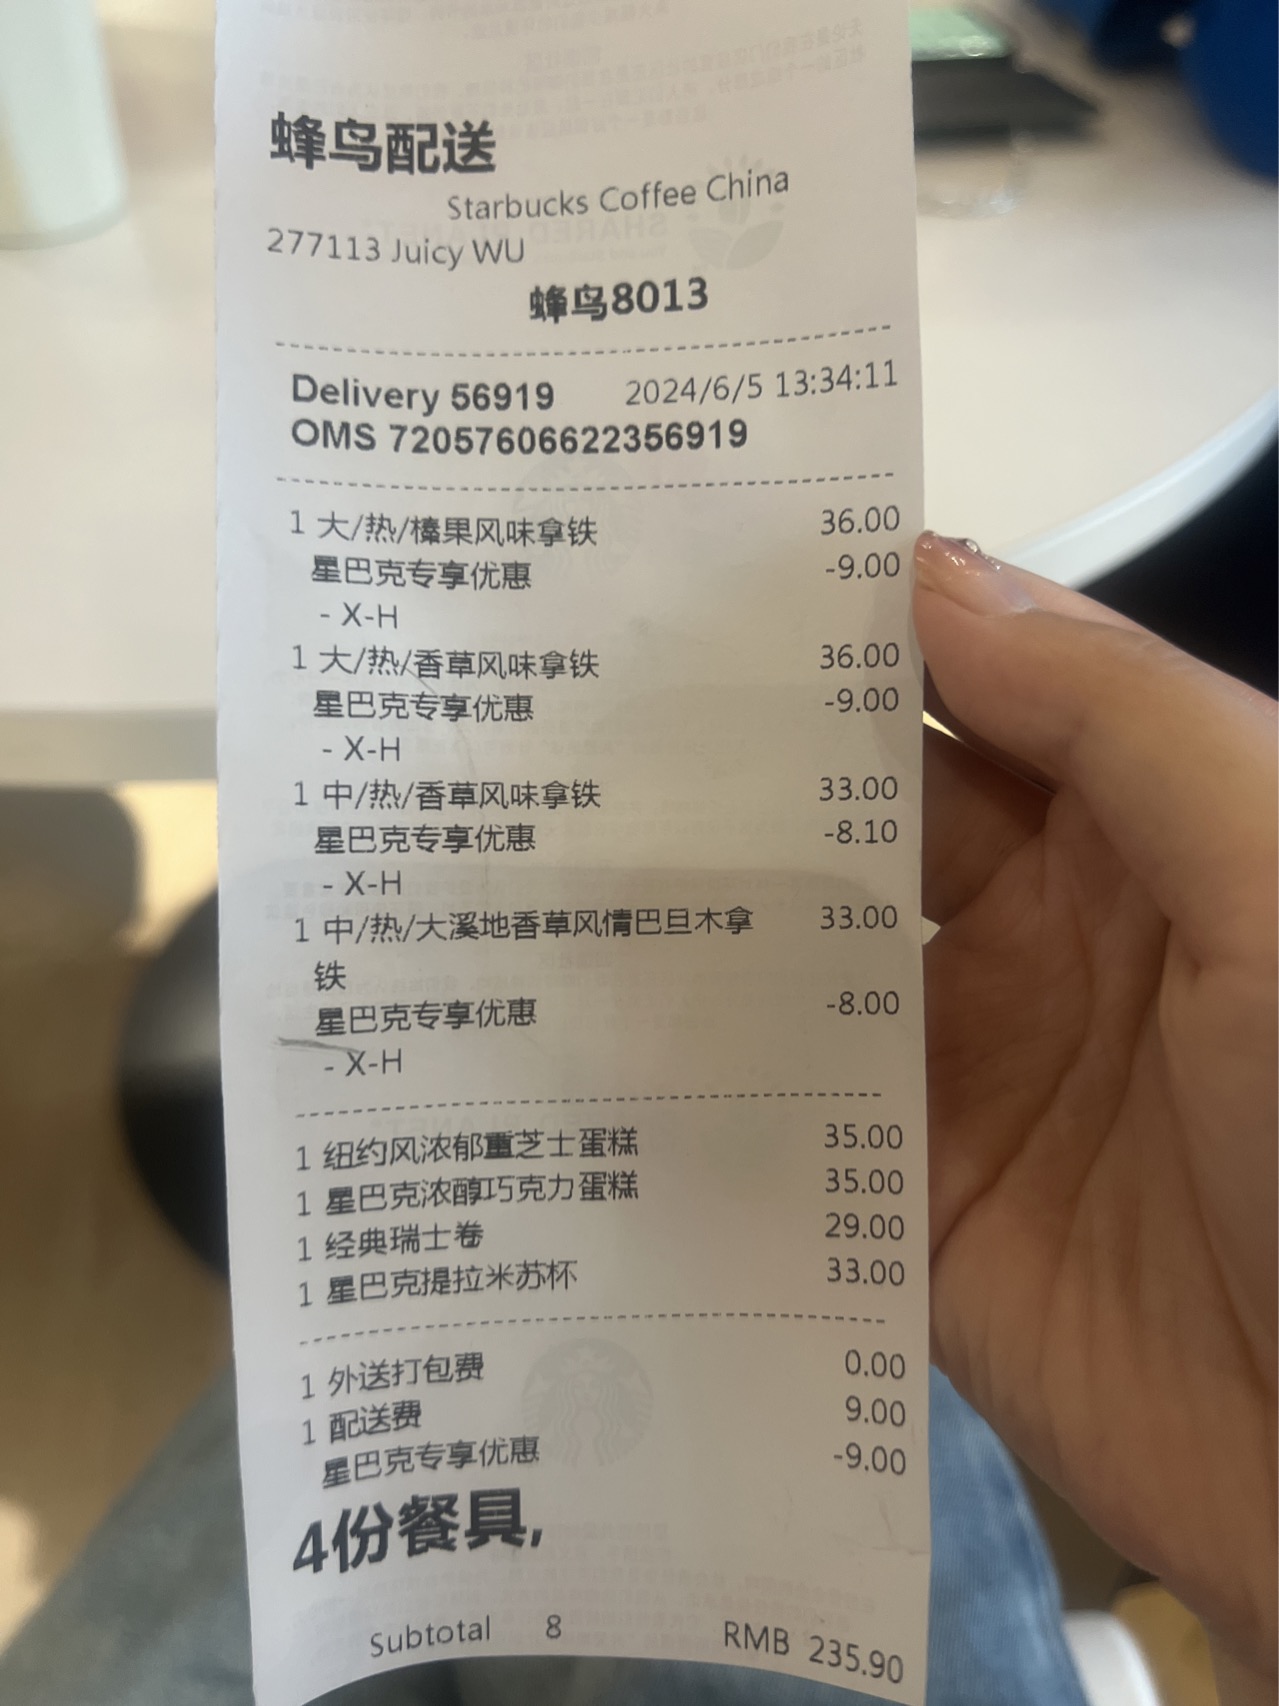 蜂鸟配送
Starbucks Coffee China
277113 Juicy WU
蜂鸟8013
Delivery 56919 2024/6/5 13:34:11
OMS 72057606622356919
1 大/热/榛果风味拿铁 36.00
星巴克专享优惠 -9.00
- X-H
1 大/热/香草风味拿铁 36.00
星巴克专享优惠 -9.00
- X-H
1 中/热/香草风味拿铁 33.00
星巴克专享优惠 -8.10
- X-H
1 中/热/大溪地香草风情巴旦木拿 33.00
铁
星巴克专享优惠 -8.00
- X-H
1 纽约风浓郁重芝士蛋糕 35.00
1 星巴克浓醇巧克力蛋糕 35.00
1 经典瑞士卷 29.00
1 星巴克提拉米苏杯 33.00
1 外送打包费 0.00
1 配送费 9.00
星巴克专享优惠 -9.00
4份餐具,
Subtotal 8 RMB 235.90